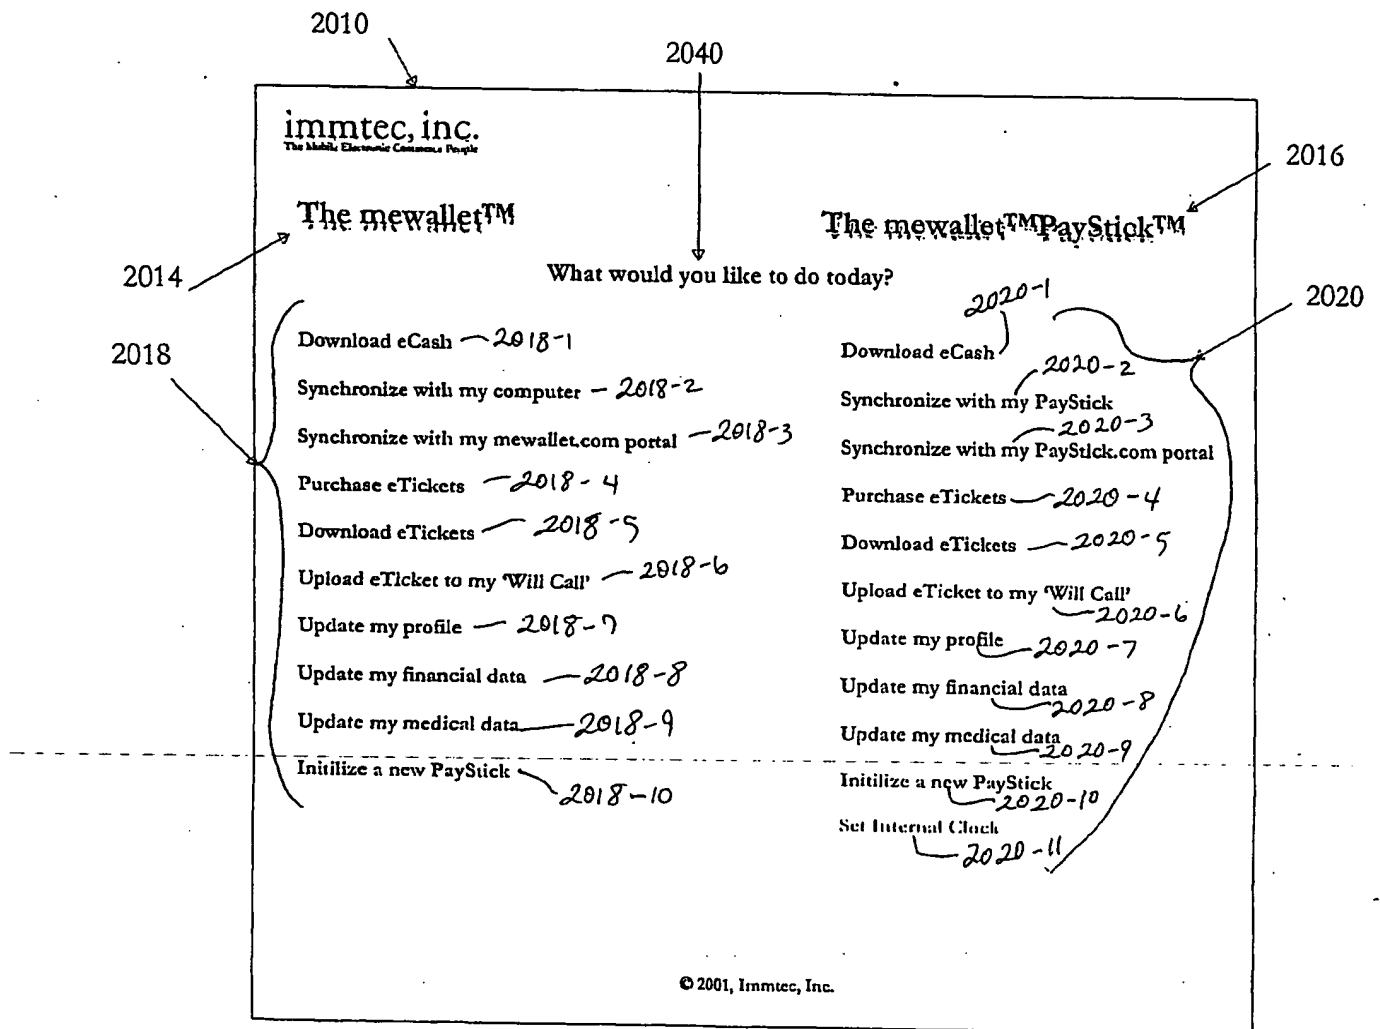 2010
2040
immtec, inc.
The Mobile Electronic Commerce People
2016
The mewallet™
The mewallet™PayStick™
2014
What would you like to do today?
2020-1
2020
Download eCash 2018-1
Download eCash
2018
2020-2
Synchronize with my computer 2018-2
Synchronize with my PayStick
2020-3
Synchronize with my mewallet.com portal 2018-3
Synchronize with my PayStick.com portal
Purchase eTickets 2018-4
Purchase eTickets 2020-4
Download eTickets 2018-5
Download eTickets 2020-5
Upload eTicket to my 'Will Call' 2018-6
Upload eTicket to my 'Will Call'
2020-6
Update my profile 2018-7
Update my profile 2020-7
Update my financial data 2018-8
Update my financial data
2020-8
Update my medical data 2018-9
Update my medical data
2020-9
Initilize a new PayStick
2018-10
Initilize a new PayStick
2020-10
Set Internal Clock
2020-11
© 2001, Immtec, Inc.